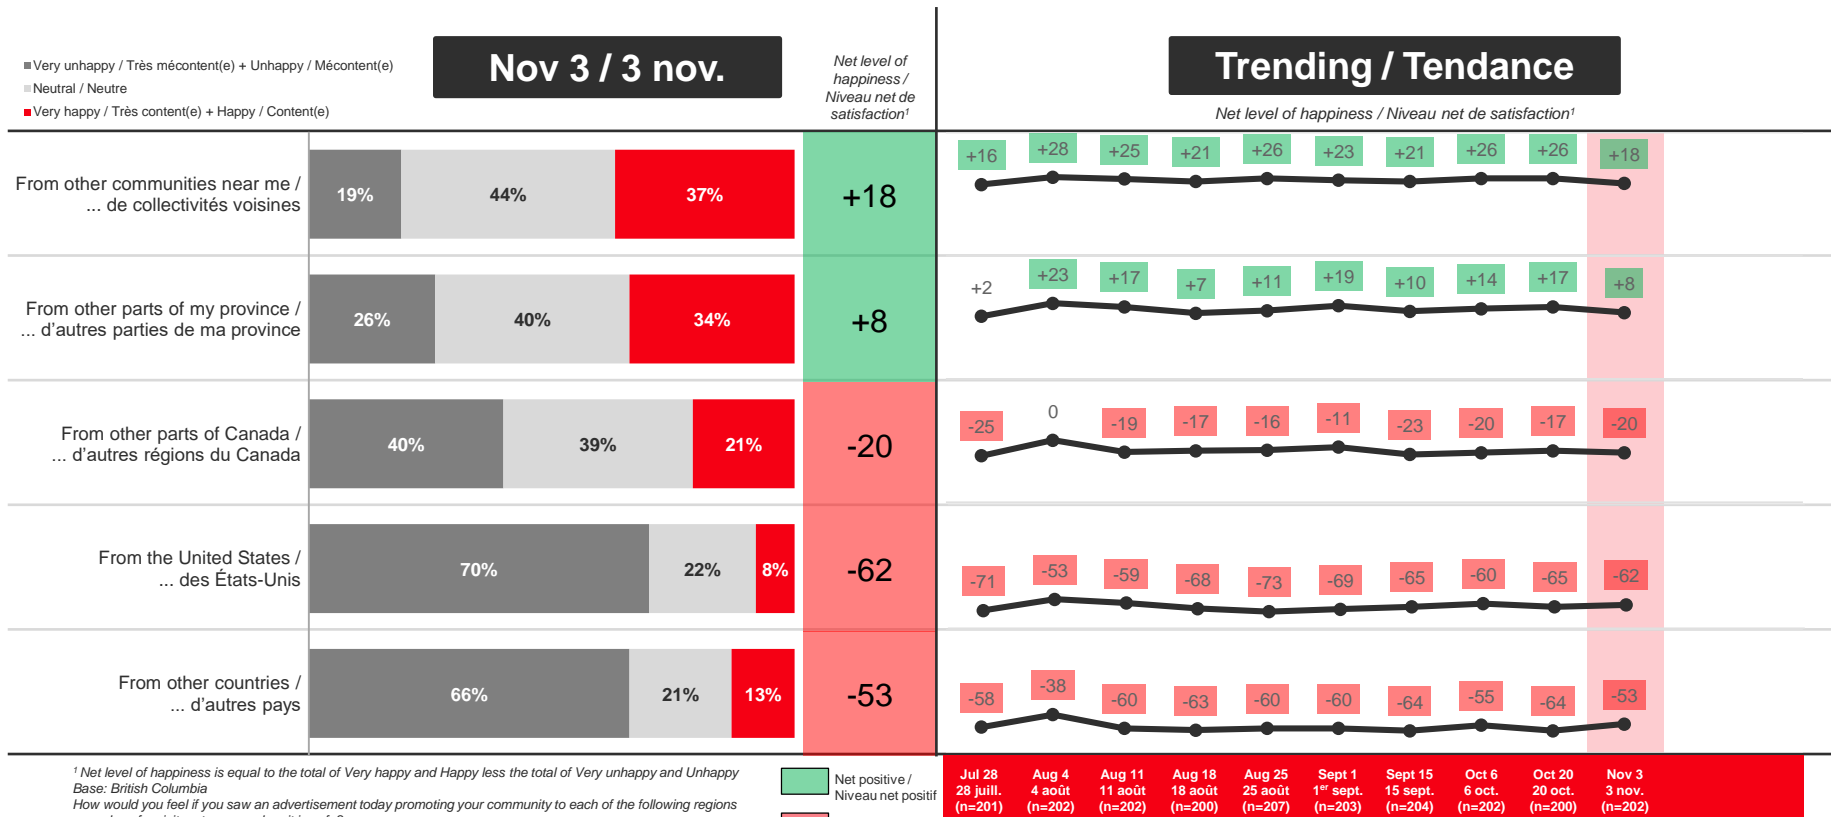 Very unhappy / Très mécontent(e) + Unhappy / Mécontent(e)
Neutral / Neutre
Very happy / Très content(e) + Happy / Content(e)
Nov 3 / 3 nov.
Net level of
happiness /
Niveau net de
satisfaction¹
Trending / Tendance
Net level of happiness / Niveau net de satisfaction¹
From other communities near me /
... de collectivités voisines
19% 44% 37%
+18
+16 +28 +25 +21 +26 +23 +21 +26 +26 +18
From other parts of my province /
... d'autres parties de ma province
26% 40% 34%
+8
+2 +23 +17 +7 +11 +19 +10 +14 +17 +8
From other parts of Canada /
... d'autres régions du Canada
40% 39% 21%
-20
-25 0 -19 -17 -16 -11 -23 -20 -17 -20
From the United States /
... des États-Unis
70% 22% 8%
-62
-71 -53 -59 -68 -73 -69 -65 -60 -65 -62
From other countries /
... d'autres pays
66% 21% 13%
-53
-58 -38 -60 -63 -60 -60 -64 -55 -64 -53
¹ Net level of happiness is equal to the total of Very happy and Happy less the total of Very unhappy and Unhappy
Base: British Columbia
How would you feel if you saw an advertisement today promoting your community to each of the following regions
Net positive /
Niveau net positif
Jul 28 Aug 4 Aug 11 Aug 18 Aug 25 Sept 1 Sept 15 Oct 6 Oct 20 Nov 3
28 juill. 4 août 11 août 18 août 25 août 1er sept. 15 sept. 6 oct. 20 oct. 3 nov.
(n=201) (n=202) (n=202) (n=200) (n=207) (n=203) (n=204) (n=202) (n=200) (n=202)